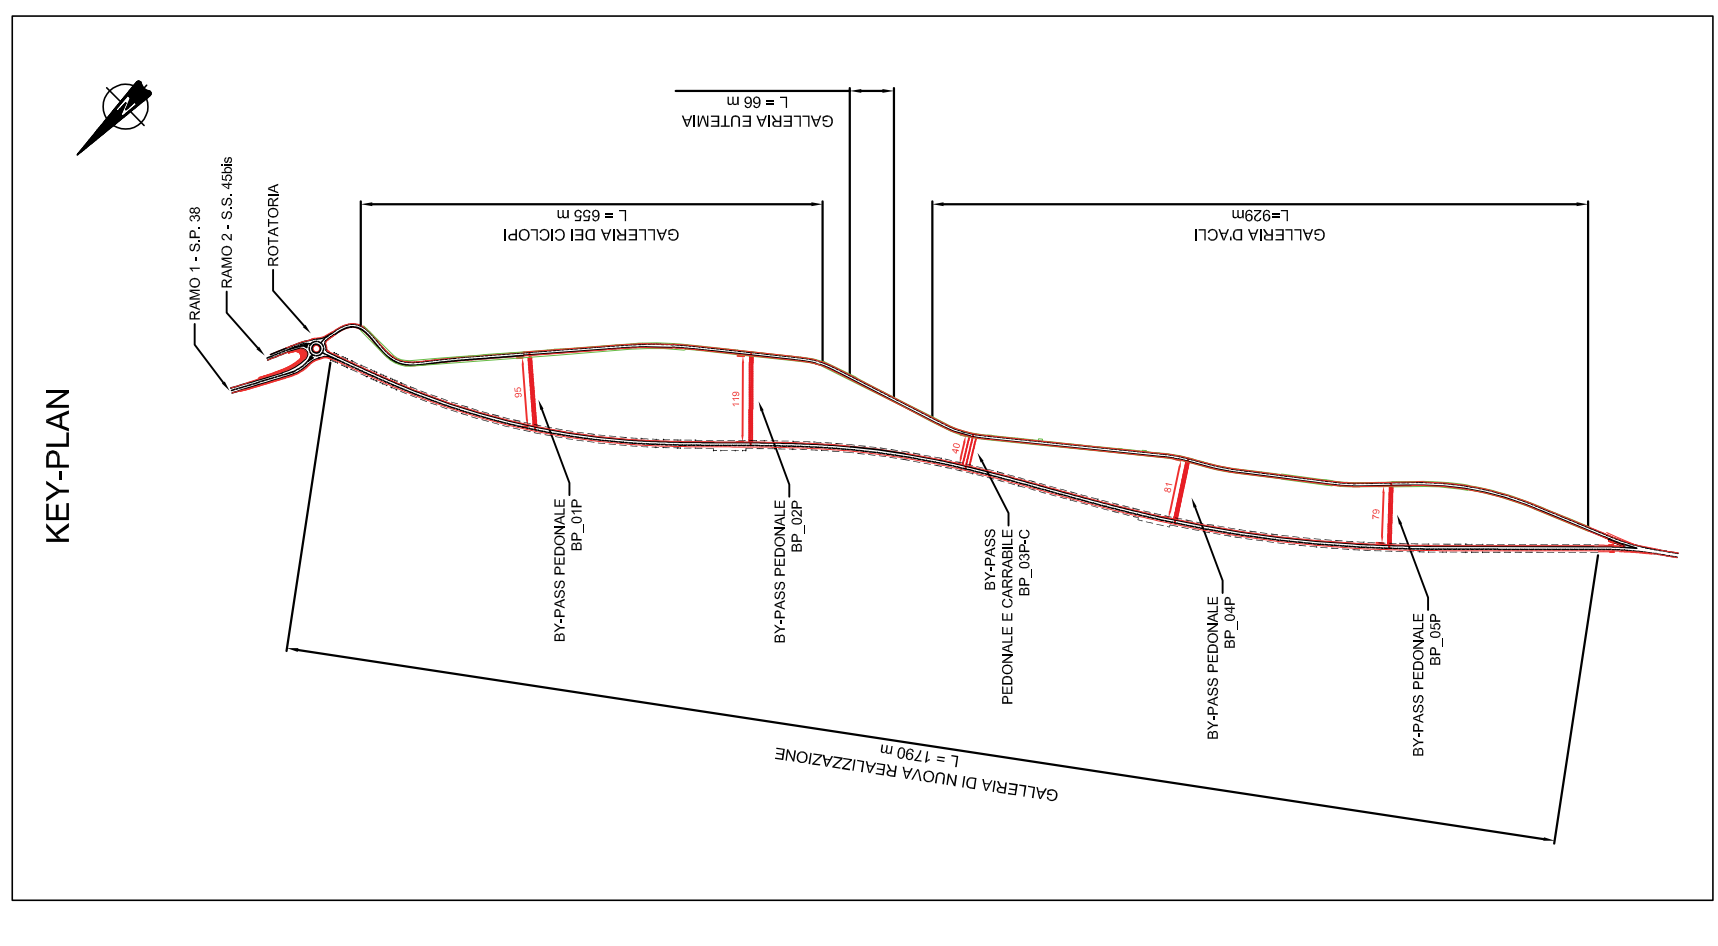 KEY-PLAN
N
RAMO 1 - S.P. 38
RAMO 2 - S.S. 45bis
ROTATORIA
GALLERIA DEI CICLOPI
L = 655 m
GALLERIA EUTEMIA
L = 66 m
GALLERIA D'ACLI
L=929m
95
119
40
81
79
BY-PASS PEDONALE
BP_01P
BY-PASS PEDONALE
BP_02P
BY-PASS
PEDONALE E CARRABILE
BP_03P-C
BY-PASS PEDONALE
BP_04P
BY-PASS PEDONALE
BP_05P
GALLERIA DI NUOVA REALIZZAZIONE
L = 1790 m